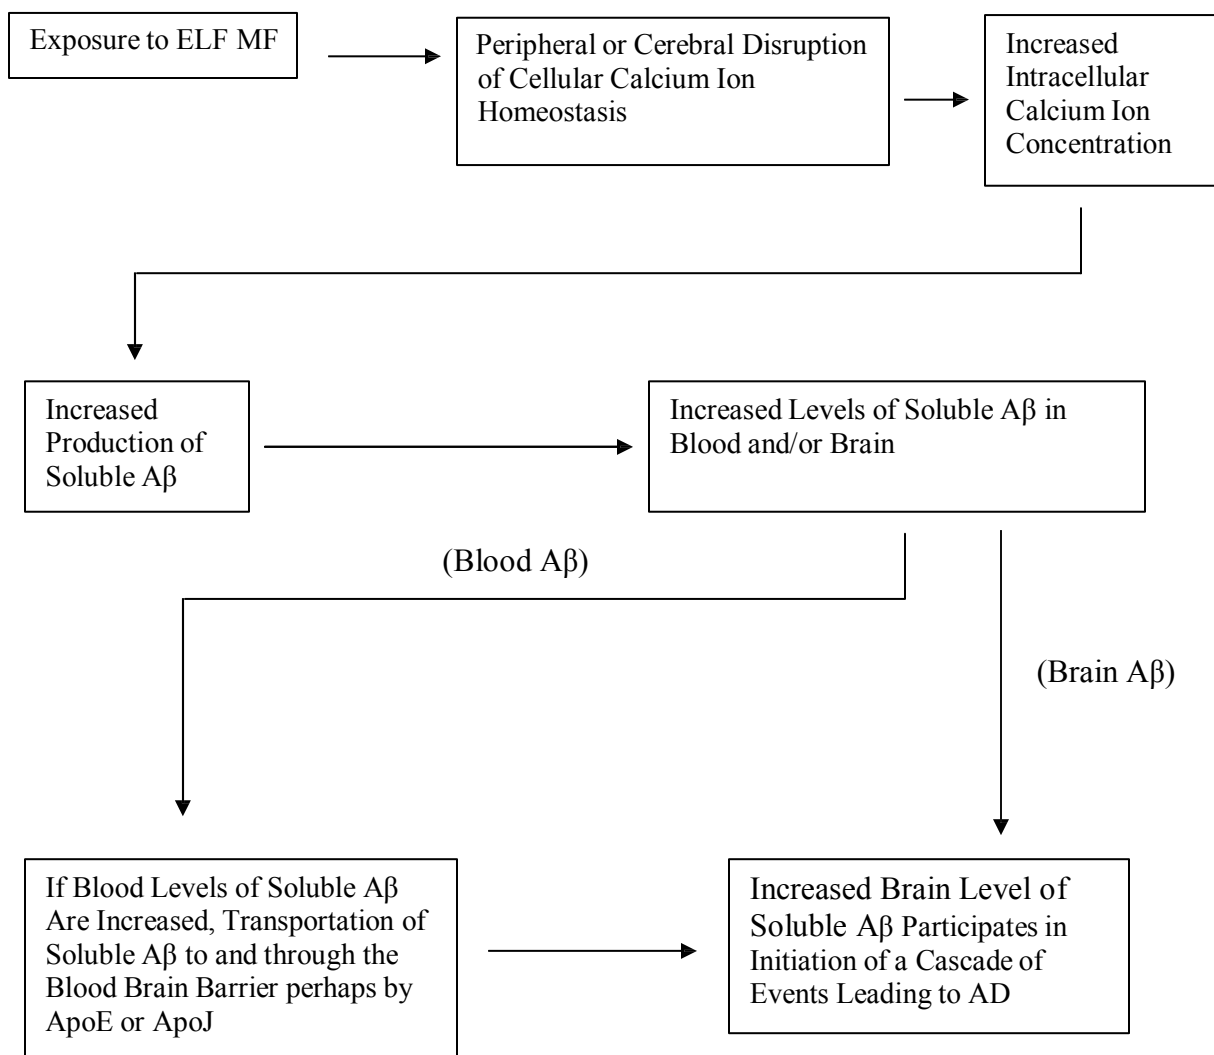 Exposure to ELF MF
Peripheral or Cerebral Disruption
of Cellular Calcium Ion
Homeostasis
Increased
Intracellular
Calcium Ion
Concentration
Increased
Production of
Soluble Aβ
Increased Levels of Soluble Aβ in
Blood and/or Brain
(Blood Aβ)
(Brain Aβ)
If Blood Levels of Soluble Aβ
Are Increased, Transportation of
Soluble Aβ to and through the
Blood Brain Barrier perhaps by
ApoE or ApoJ
Increased Brain Level of
Soluble Aβ Participates in
Initiation of a Cascade of
Events Leading to AD